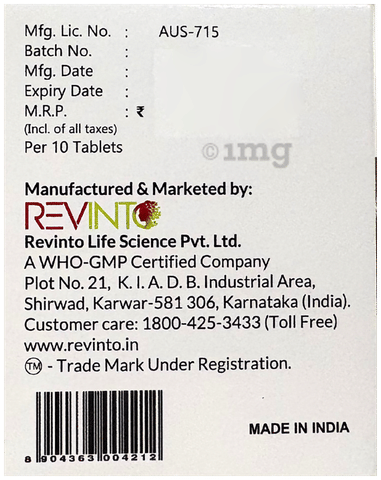 Mfg. Lic. No. : AUS-715
Batch No. :
Mfg. Date :
Expiry Date :
M.R.P. : ₹
(Incl. of all taxes)
Per 10 Tablets
1mg
Manufactured & Marketed by:
REVINTO
Revinto Life Science Pvt. Ltd.
A WHO-GMP Certified Company
Plot No. 21, K. I. A. D. B. Industrial Area,
Shirwad, Karwar-581 306, Karnataka (India).
Customer care: 1800-425-3433 (Toll Free)
www.revinto.in
TM - Trade Mark Under Registration.
8 904363 004212
MADE IN INDIA